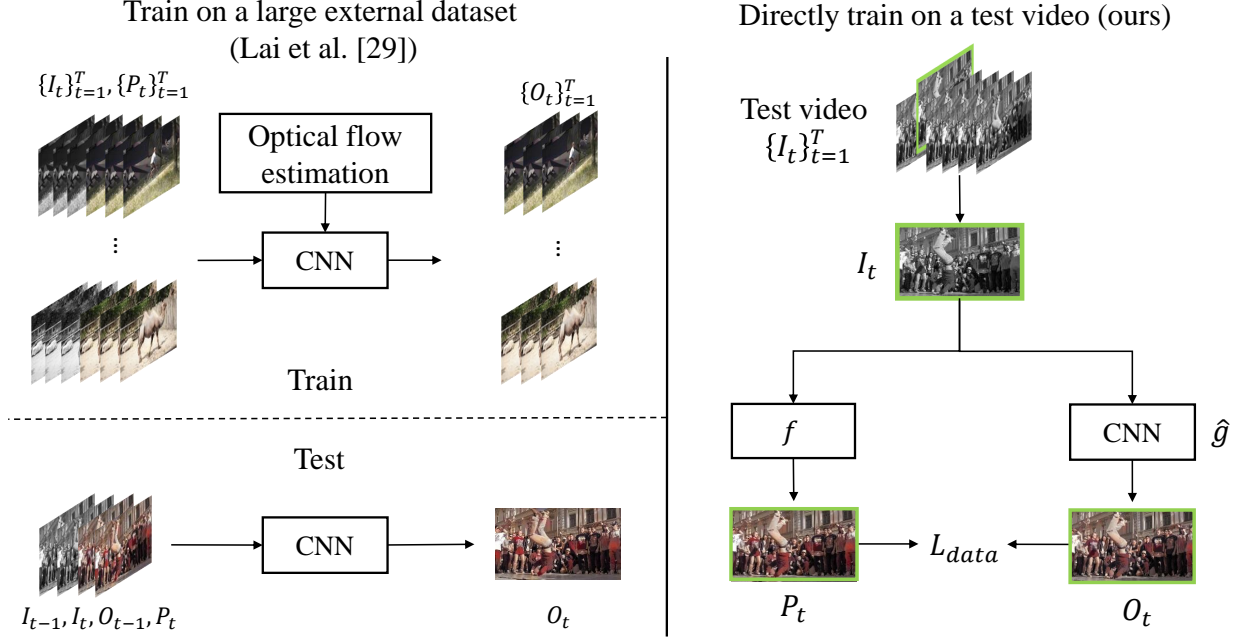 Train on a large external dataset
(Lai et al. [29])
{I_t}_{t=1}^T, {P_t}_{t=1}^T
{O_t}_{t=1}^T
Optical flow
estimation
⋮
CNN
⋮
Train
Test
CNN
I_{t-1}, I_t, O_{t-1}, P_t
O_t
Directly train on a test video (ours)
Test video
{I_t}_{t=1}^T
I_t
f
CNN
ĝ
L_{data}
P_t
O_t